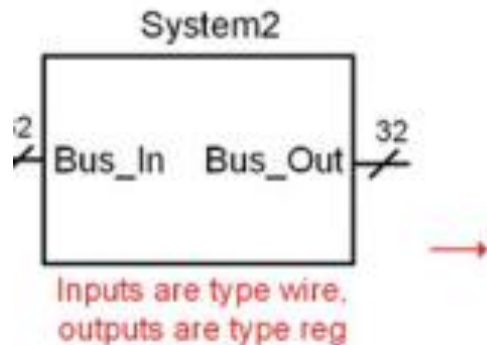 System2
32
Bus_In Bus_Out
Inputs are type wire,
outputs are type reg